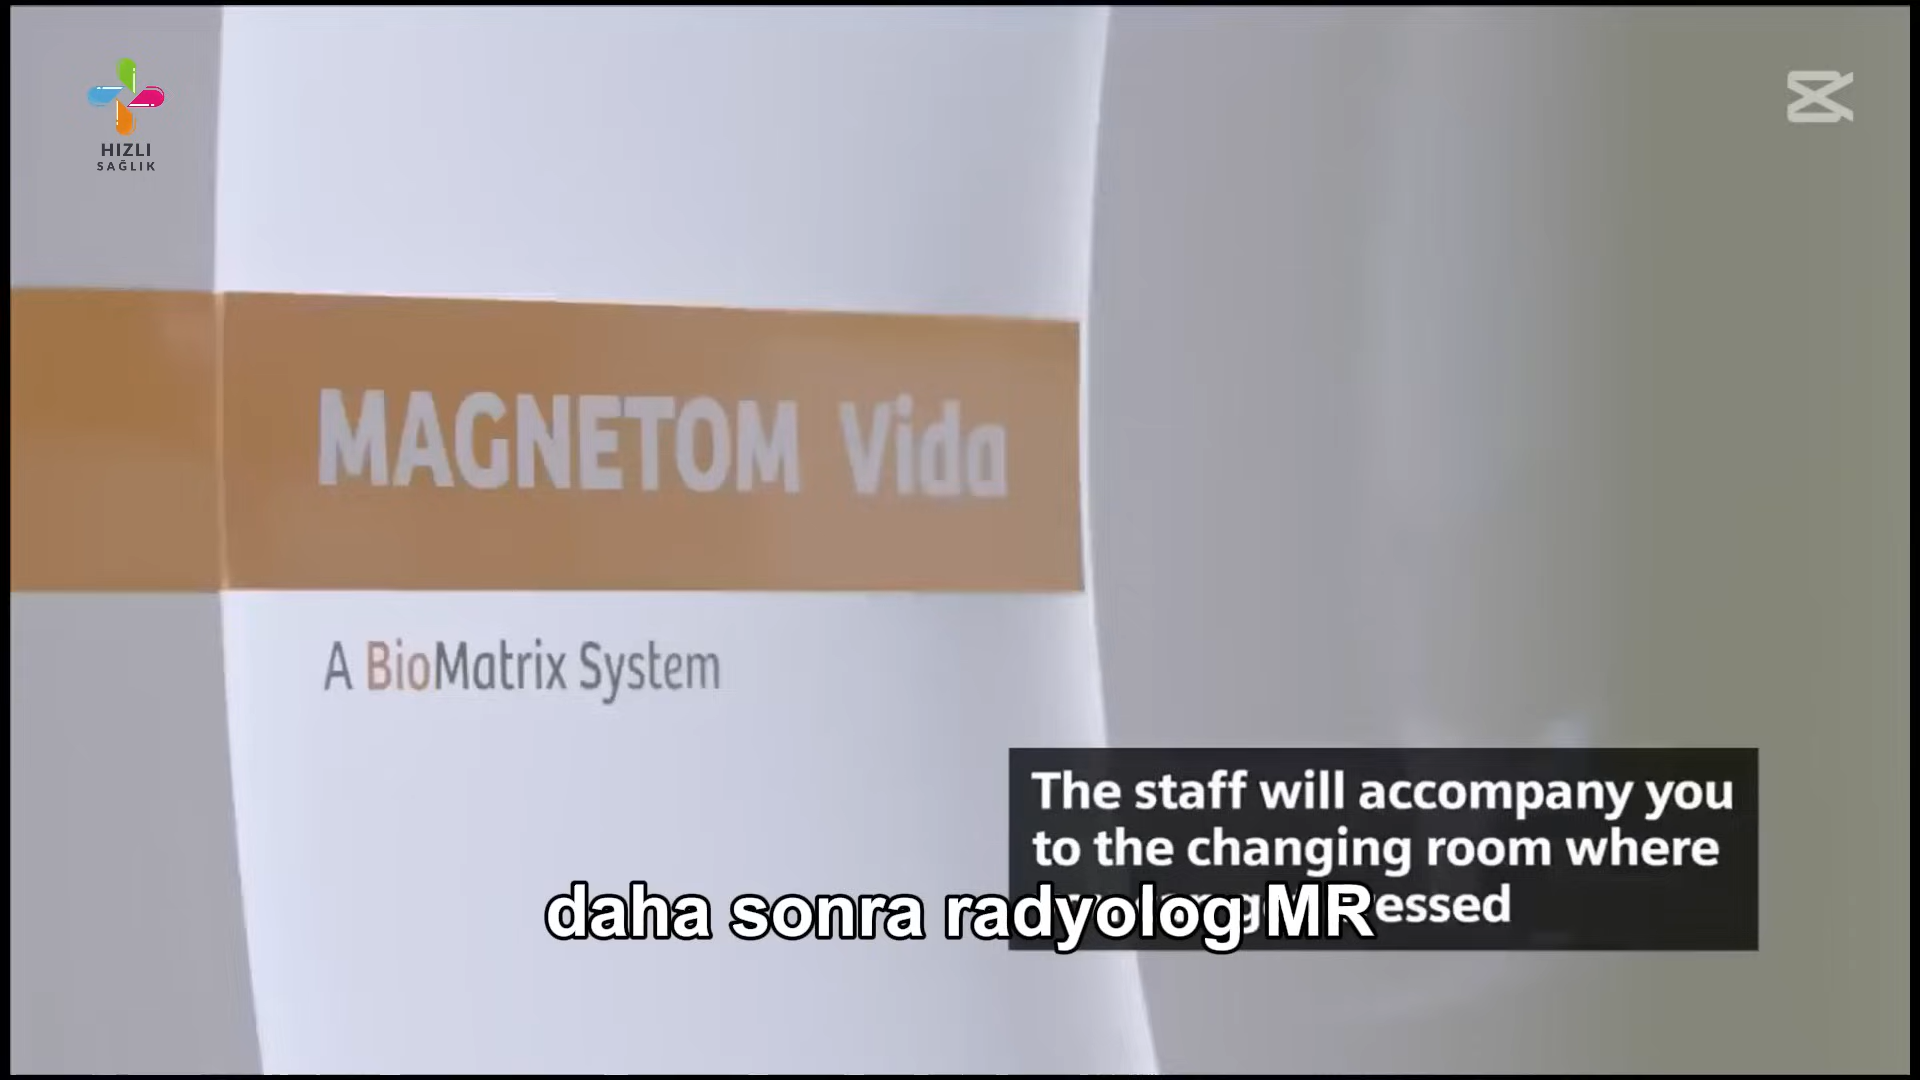 HIZLI
SAĞLIK
MAGNETOM Vida
A BioMatrix System
The staff will accompany you
to the changing room where
daha sonra radyolog MR